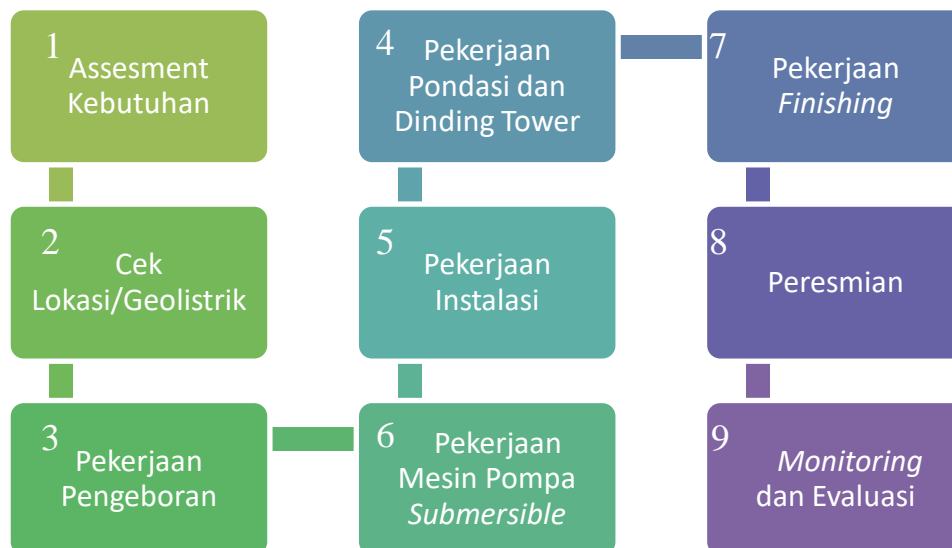 1
Assesment
Kebutuhan
2
Cek
Lokasi/Geolistrik
3
Pekerjaan
Pengeboran
4
Pekerjaan
Pondasi dan
Dinding Tower
5
Pekerjaan
Instalasi
6
Pekerjaan
Mesin Pompa
Submersible
7
Pekerjaan
Finishing
8
Peresmian
9
Monitoring
dan Evaluasi